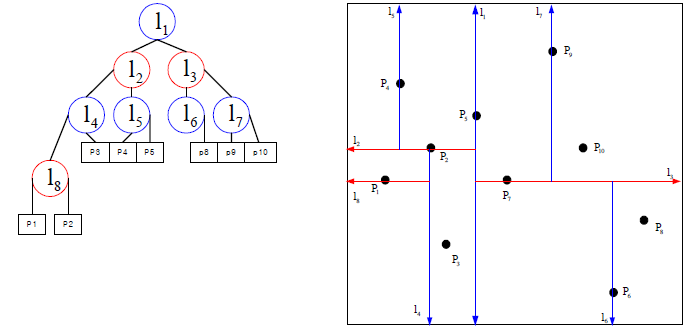 l1
l2
l3
l4
l5
l6
l7
P3 P4 P5 p8 p9 p10
l8
P1 P2
l5 l1 l7
P9
P4
P5
l2
P2 P10
l3
P1 P7
l8
P8
P3
P6
l4 l6